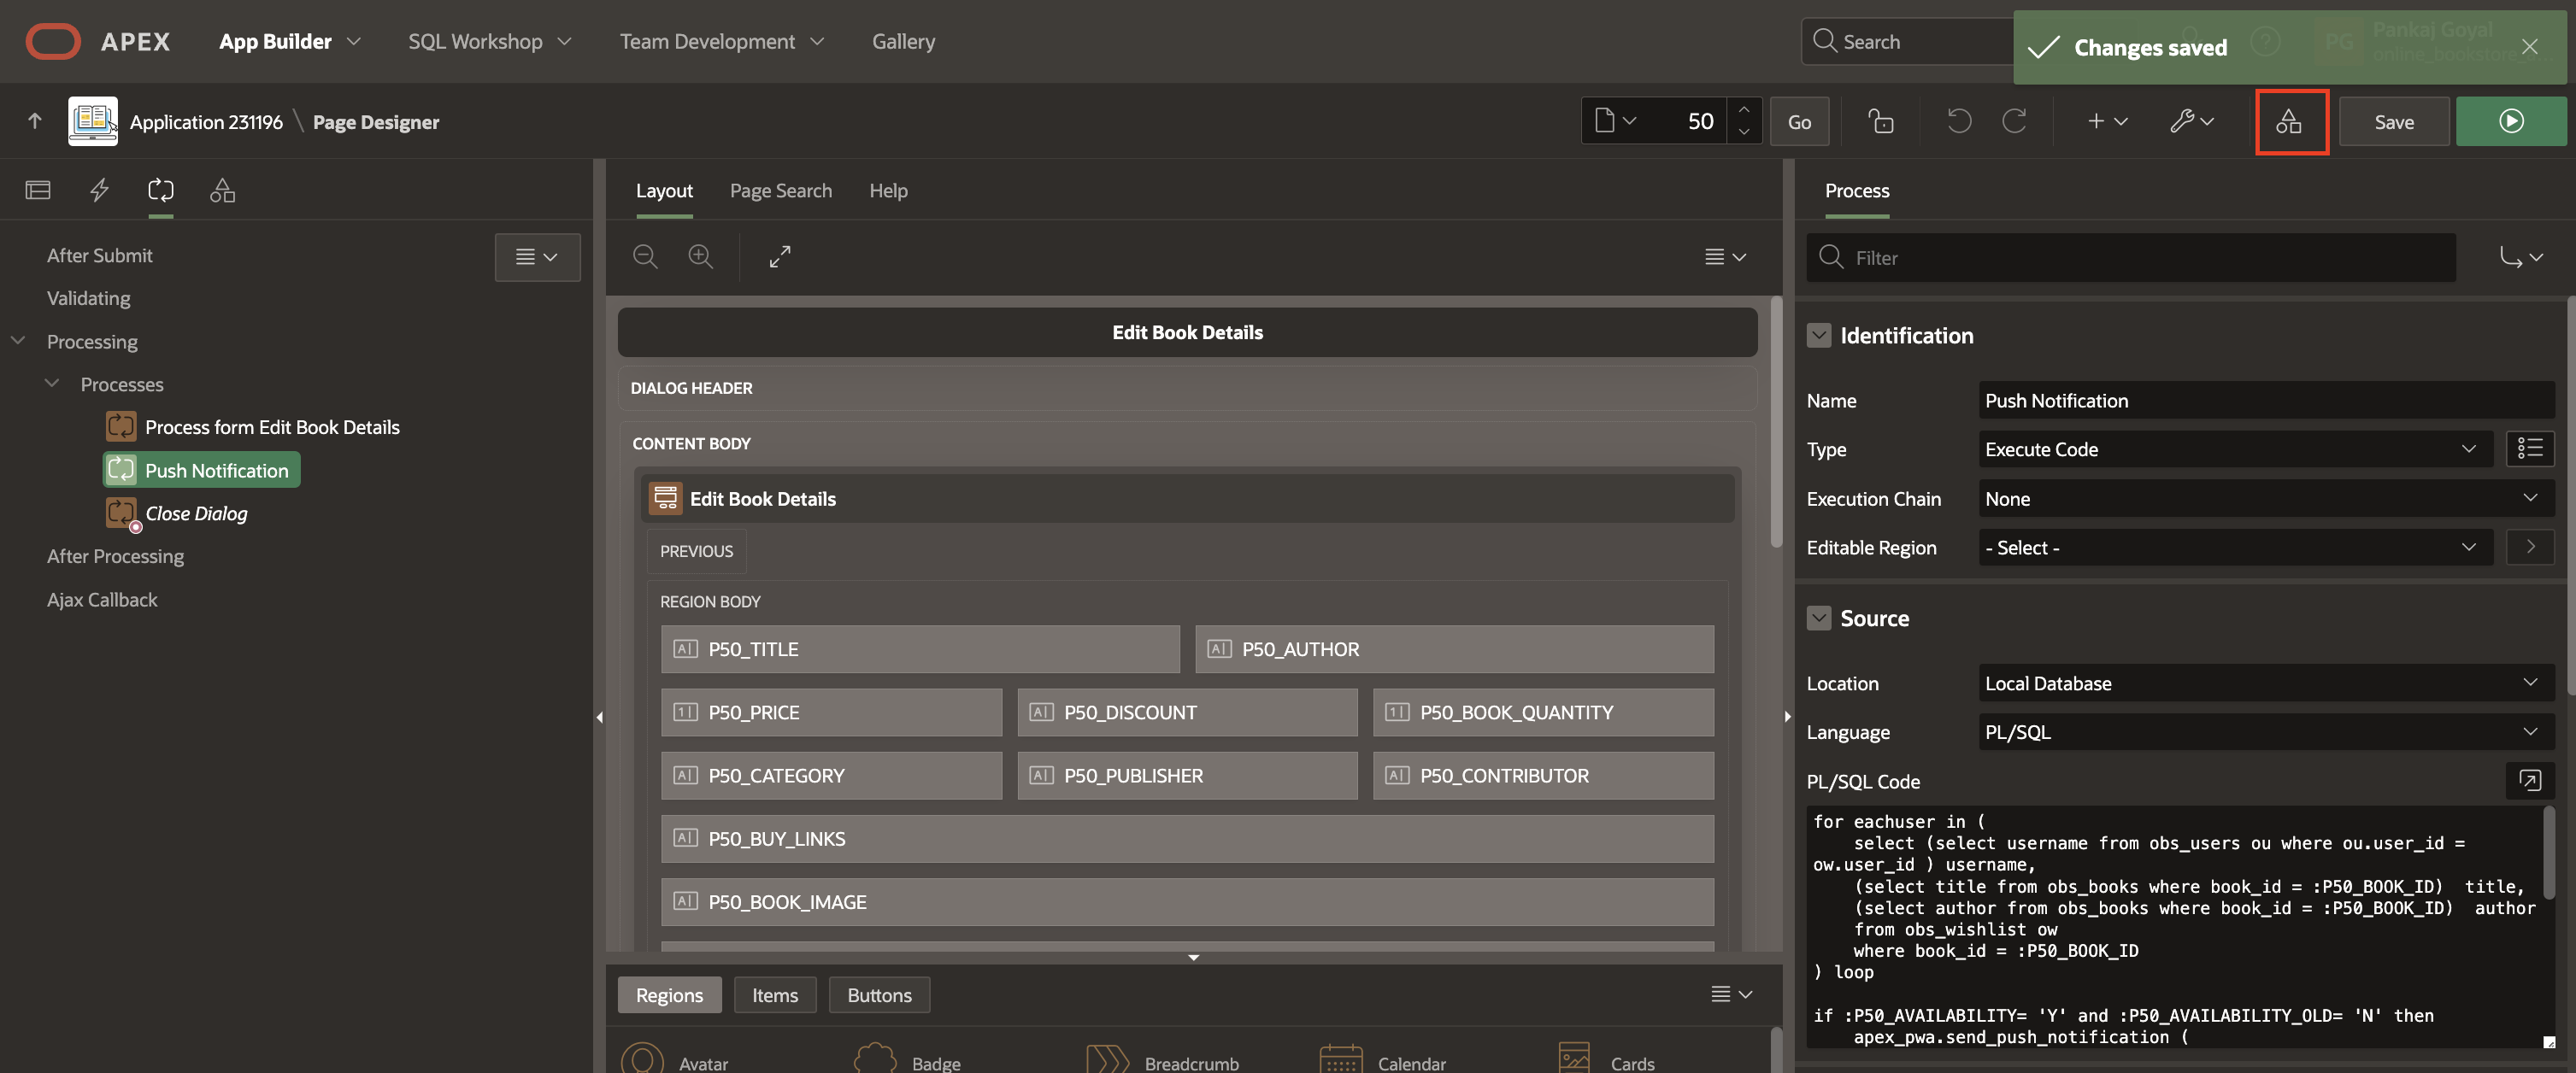 APEX
App Builder
SQL Workshop
Team Development
Gallery
Search
Changes saved
PG
Pankaj Goyal
Application 231196 \ Page Designer
50
Go
Save
After Submit
Validating
Processing
Processes
Process form Edit Book Details
Push Notification
Close Dialog
After Processing
Ajax Callback
Layout
Page Search
Help
Edit Book Details
DIALOG HEADER
CONTENT BODY
Edit Book Details
PREVIOUS
REGION BODY
P50_TITLE
P50_AUTHOR
P50_PRICE
P50_DISCOUNT
P50_BOOK_QUANTITY
P50_CATEGORY
P50_PUBLISHER
P50_CONTRIBUTOR
P50_BUY_LINKS
P50_BOOK_IMAGE
Regions
Items
Buttons
Avatar
Badge
Breadcrumb
Calendar
Cards
Process
Filter
Identification
Name
Push Notification
Type
Execute Code
Execution Chain
None
Editable Region
- Select -
Source
Location
Local Database
Language
PL/SQL
PL/SQL Code
for eachuser in (
select (select username from obs_users ou where ou.user_id =
ow.user_id ) username,
(select title from obs_books where book_id = :P50_BOOK_ID) title,
(select author from obs_books where book_id = :P50_BOOK_ID) author
from obs_wishlist ow
where book_id = :P50_BOOK_ID
) loop
if :P50_AVAILABILITY= 'Y' and :P50_AVAILABILITY_OLD= 'N' then
apex_pwa.send_push_notification (